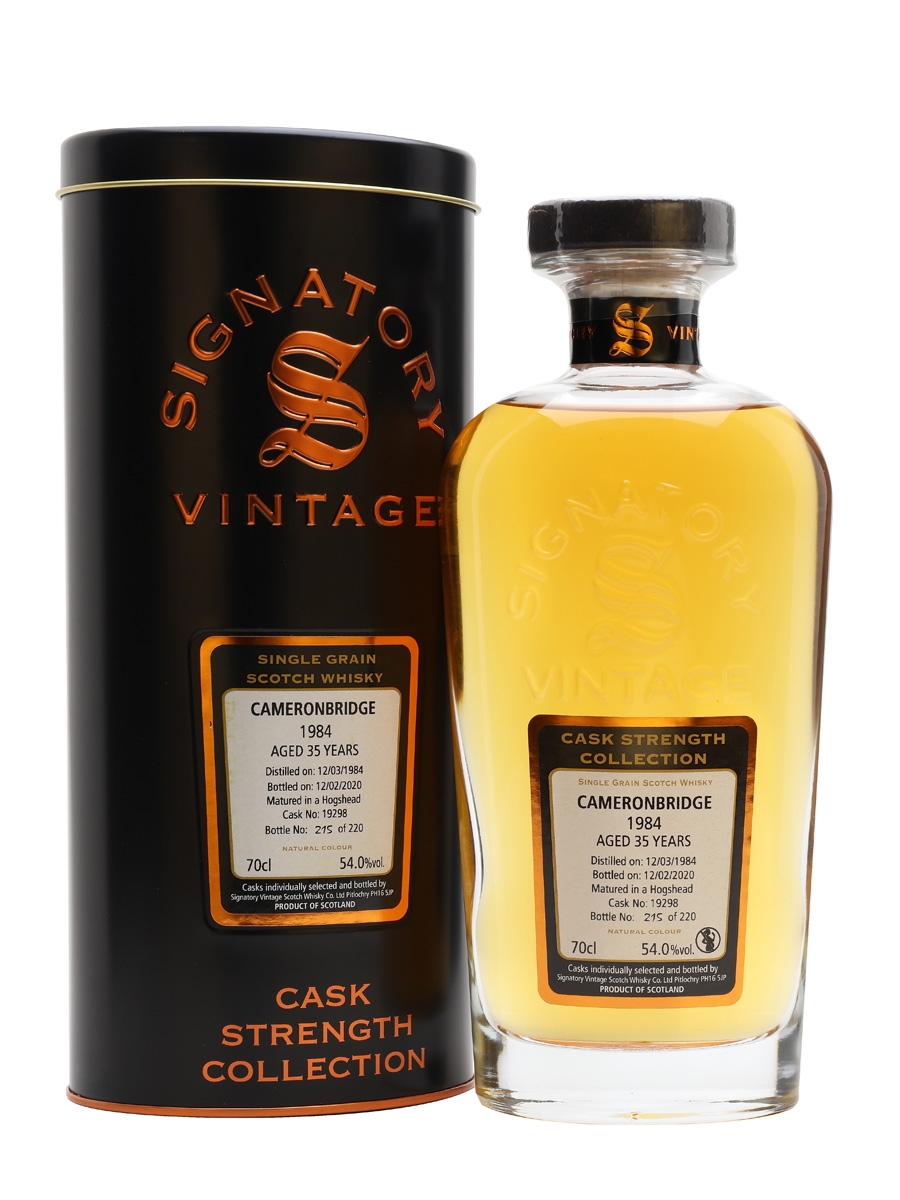 SIGNATORY
S
VINTAGE
SINGLE GRAIN
SCOTCH WHISKY
CAMERONBRIDGE
1984
AGED 35 YEARS
Distilled on: 12/03/1984
Bottled on: 12/02/2020
Matured in a Hogshead
Cask No: 19298
Bottle No: 215 of 220
NATURAL COLOUR
70cl 54.0%vol.
Casks individually selected and bottled by
Signatory Vintage Scotch Whisky Co. Ltd Pitlochry PH16 5JP
PRODUCT OF SCOTLAND
CASK
STRENGTH
COLLECTION
S VINT
SIGNATORY
S
VINTAGE
CASK STRENGTH
COLLECTION
SINGLE GRAIN SCOTCH WHISKY
CAMERONBRIDGE
1984
AGED 35 YEARS
Distilled on: 12/03/1984
Bottled on: 12/02/2020
Matured in a Hogshead
Cask No: 19298
Bottle No: 215 of 220
NATURAL COLOUR
70cl 54.0%vol.
Casks individually selected and bottled by
Signatory Vintage Scotch Whisky Co. Ltd Pitlochry PH16 5JP
PRODUCT OF SCOTLAND